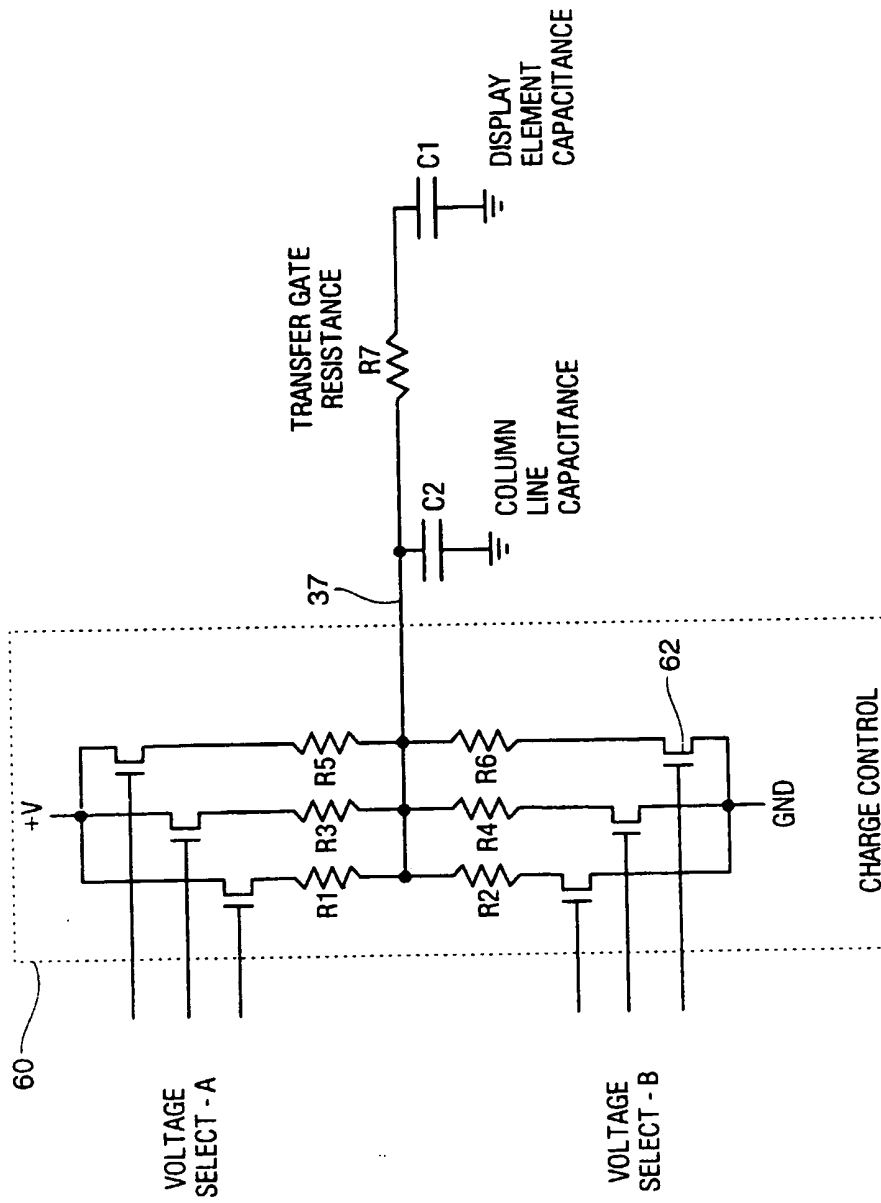 60
VOLTAGE
SELECT - A
VOLTAGE
SELECT - B
+V
R1
R3
R5
R2
R4
R6
62
GND
CHARGE CONTROL
37
C2
COLUMN
LINE
CAPACITANCE
TRANSFER GATE
RESISTANCE
R7
C1
DISPLAY
ELEMENT
CAPACITANCE